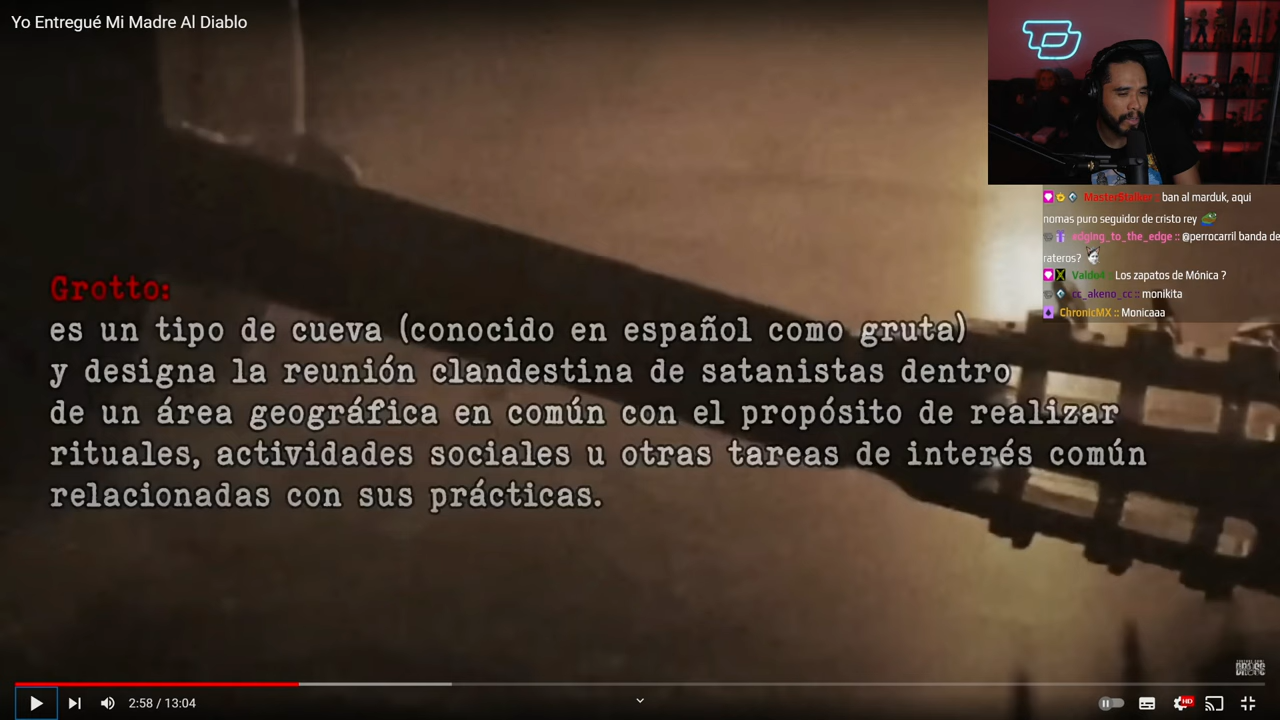 Yo Entregué Mi Madre Al Diablo
MasterStalker : ban al marduk, aqui
nomas puro seguidor de cristo rey
edging_to_the_edge :: @perrocarril banda de
rateros?
Valdo4 : Los zapatos de Mónica ?
cc_akeno_cc :: monikita
ChronicMX :: Monicaaa
Grotto:
es un tipo de cueva (conocido en español como gruta)
y designa la reunión clandestina de satanistas dentro
de un área geográfica en común con el propósito de realizar
rituales, actividades sociales u otras tareas de interés común
relacionadas con sus prácticas.
2:58 / 13:04
HD